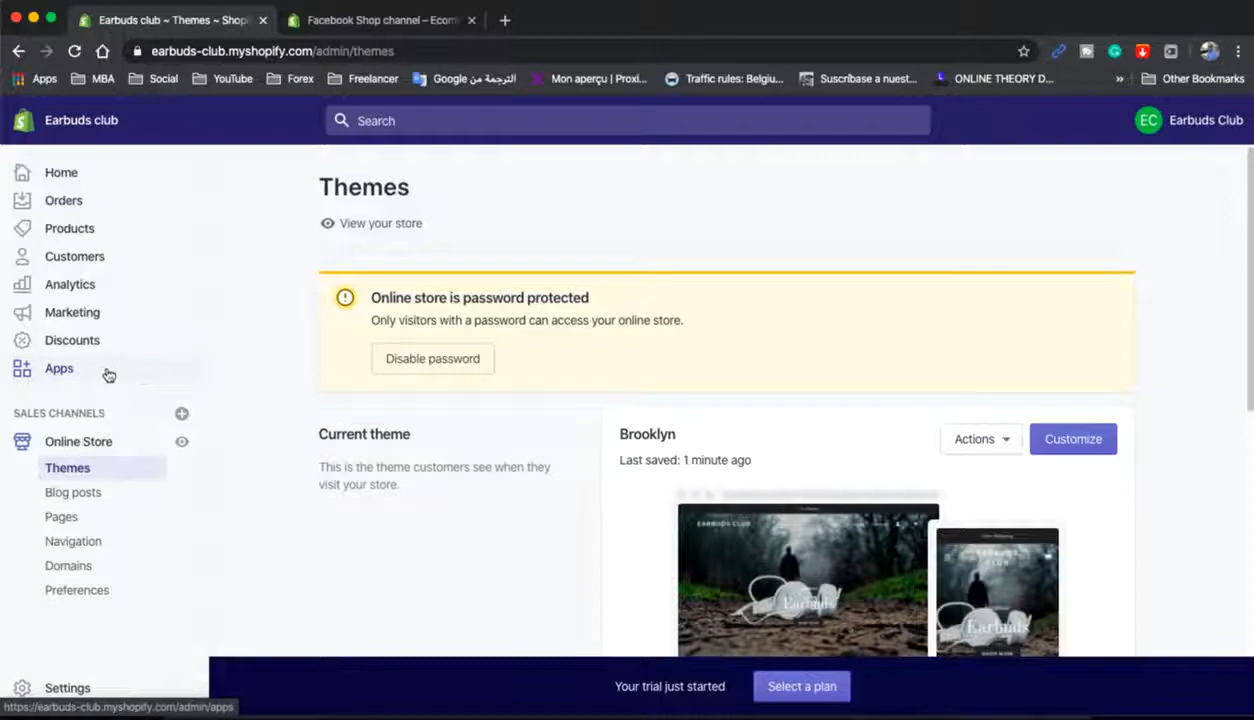 Earbuds club ~ Themes ~ Shopi
Facebook Shop channel – Ecom
earbuds-club.myshopify.com/admin/themes
Apps
MBA
Social
YouTube
Forex
Freelancer
الترجمة من Google
Mon aperçu | Proxi...
Traffic rules: Belgiu...
Suscríbase a nuest...
ONLINE THEORY D...
»
Other Bookmarks
Earbuds club
Search
EC
Earbuds Club
Home
Orders
Products
Customers
Analytics
Marketing
Discounts
Apps
SALES CHANNELS
Online Store
Themes
Blog posts
Pages
Navigation
Domains
Preferences
Settings
https://earbuds-club.myshopify.com/admin/apps
Themes
View your store
Online store is password protected
Only visitors with a password can access your online store.
Disable password
Current theme
This is the theme customers see when they
visit your store.
Brooklyn
Last saved: 1 minute ago
Actions
Customize
EARBUDS CLUB
Earbuds
EARBUDS
CLUB
Earbuds
Your trial just started
Select a plan